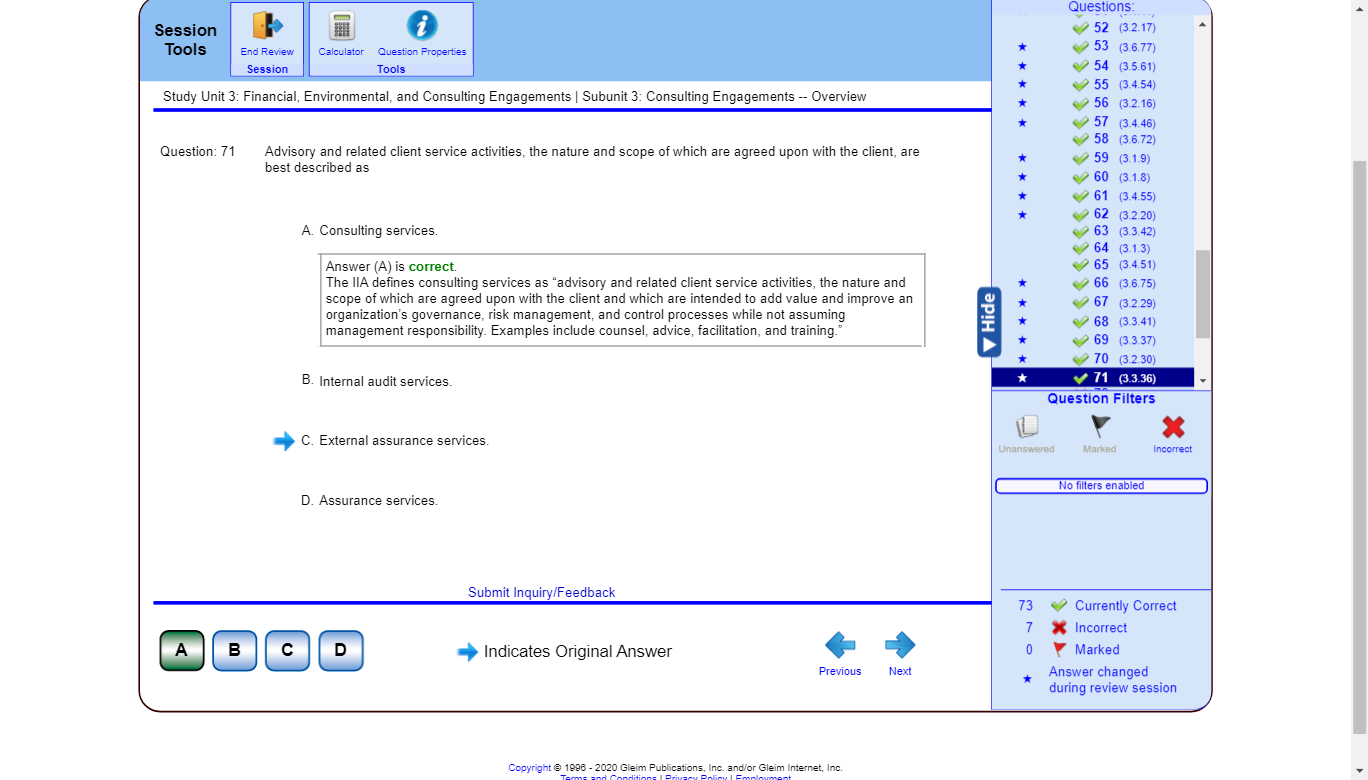 Session
Tools
End Review
Session
Calculator
Question Properties
Tools
Study Unit 3: Financial, Environmental, and Consulting Engagements | Subunit 3: Consulting Engagements -- Overview
Question: 71
Advisory and related client service activities, the nature and scope of which are agreed upon with the client, are
best described as
A. Consulting services.
Answer (A) is correct.
The IIA defines consulting services as “advisory and related client service activities, the nature and
scope of which are agreed upon with the client and which are intended to add value and improve an
organization’s governance, risk management, and control processes while not assuming
management responsibility. Examples include counsel, advice, facilitation, and training.”
B. Internal audit services.
C. External assurance services.
D. Assurance services.
Submit Inquiry/Feedback
A
B
C
D
Indicates Original Answer
Previous
Next
Hide
Questions:
52 (3.2.17)
53 (3.6.77)
54 (3.5.61)
55 (3.4.54)
56 (3.2.16)
57 (3.4.46)
58 (3.6.72)
59 (3.1.9)
60 (3.1.8)
61 (3.4.55)
62 (3.2.20)
63 (3.3.42)
64 (3.1.3)
65 (3.4.51)
66 (3.6.75)
67 (3.2.29)
68 (3.3.41)
69 (3.3.37)
70 (3.2.30)
71 (3.3.36)
Question Filters
Unanswered
Marked
Incorrect
No filters enabled
73 Currently Correct
7 Incorrect
0 Marked
Answer changed
during review session
Copyright © 1996 - 2020 Gleim Publications, Inc. and/or Gleim Internet, Inc.
Terms and Conditions | Privacy Policy | Employment